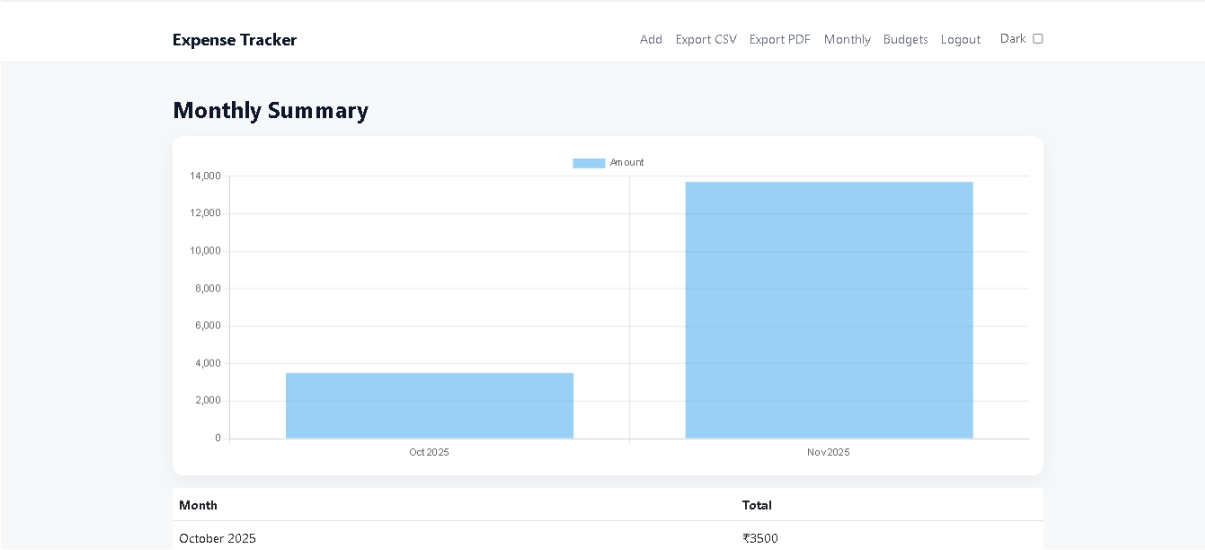 Expense Tracker Add Export CSV Export PDF Monthly Budgets Logout Dark
Monthly Summary
Amount
14,000
12,000
10,000
8,000
6,000
4,000
2,000
0
Oct 2025 Nov 2025
Month Total
October 2025 ₹3500